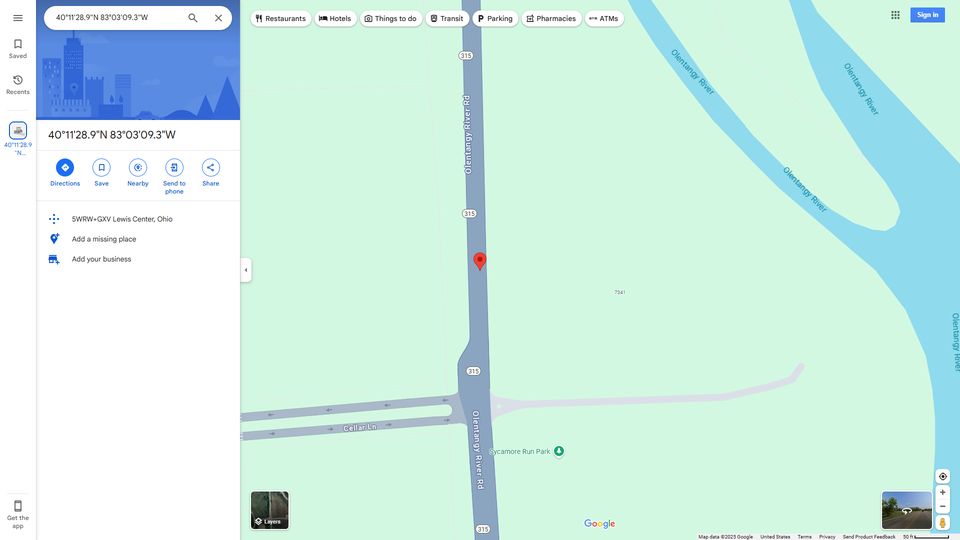 40°11'28.9"N 83°03'09.3"W
Restaurants
Hotels
Things to do
Transit
Parking
Pharmacies
ATMs
Sign in
Saved
Recents
40°11'28.9
"N...
40°11'28.9"N 83°03'09.3"W
Directions
Save
Nearby
Send to
phone
Share
5WRW+GXV Lewis Center, Ohio
Add a missing place
Add your business
Get the
app
315
Olentangy River Rd
315
315
Olentangy River Rd
315
Cellar Ln
Sycamore Run Park
7341
Olentangy River
Olentangy River
Olentangy River
Olentangy River
Layers
Google
Map data ©2025 Google
United States
Terms
Privacy
Send Product Feedback
50 ft